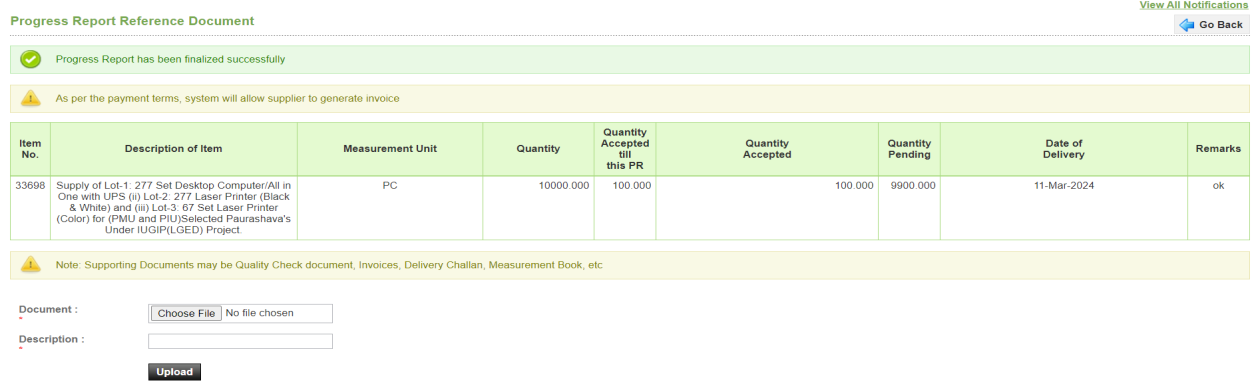 View All Notifications
Progress Report Reference Document
Go Back
Progress Report has been finalized successfully
As per the payment terms, system will allow supplier to generate invoice
Item
No.
Description of Item
Measurement Unit
Quantity
Quantity
Accepted
till
this PR
Quantity
Accepted
Quantity
Pending
Date of
Delivery
Remarks
33698
Supply of Lot-1: 277 Set Desktop Computer/All in
One with UPS (ii) Lot-2: 277 Laser Printer (Black
& White) and (iii) Lot-3: 67 Set Laser Printer
(Color) for (PMU and PIU)Selected Paurashava's
Under IUGIP(LGED) Project.
PC
10000.000
100.000
100.000
9900.000
11-Mar-2024
ok
Note: Supporting Documents may be Quality Check document, Invoices, Delivery Challan, Measurement Book, etc
Document :
Choose File No file chosen
Description :
Upload